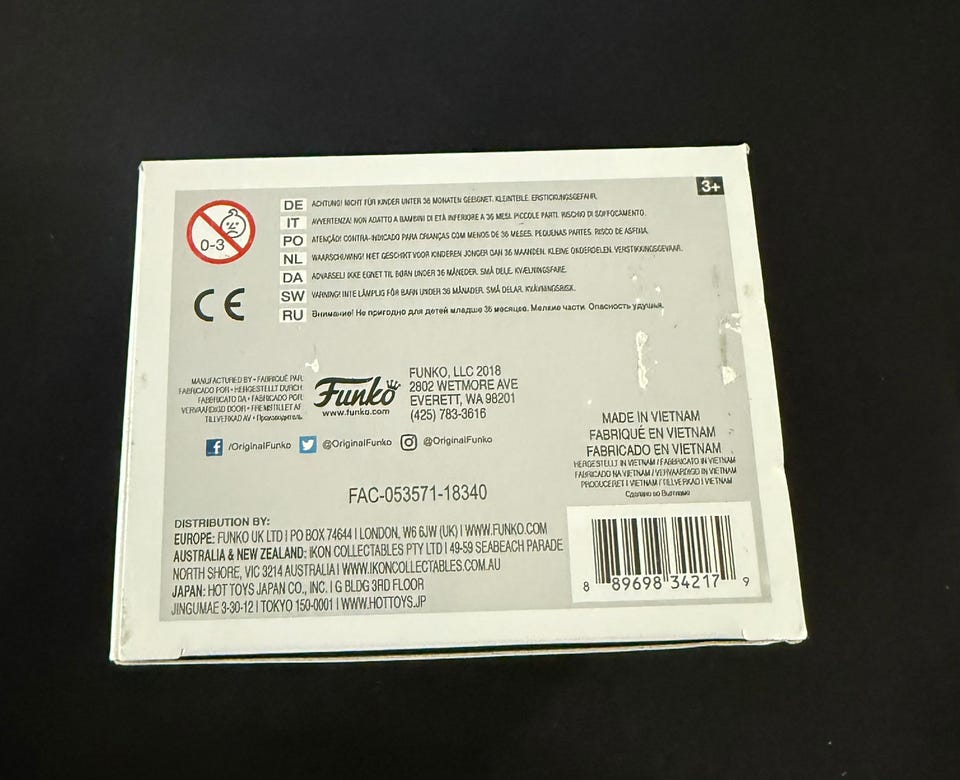 3+
0-3
DE ACHTUNG! NICHT FÜR KINDER UNTER 36 MONATEN GEEIGNET. KLEINTEILE. ERSTICKUNGSGEFAHR.
IT AVVERTENZA! NON ADATTO A BAMBINI DI ETÀ INFERIORE A 36 MESI. PICCOLE PARTI. RISCHIO DI SOFFOCAMENTO.
PO ATENÇÃO! CONTRA-INDICADO PARA CRIANÇAS COM MENOS DE 36 MESES. PEQUENAS PARTES. RISCO DE ASFIXIA.
NL WAARSCHUWING! NIET GESCHIKT VOOR KINDEREN JONGER DAN 36 MAANDEN. KLEINE ONDERDELEN. VERSTIKKINGSGEVAAR.
DA ADVARSEL! IKKE EGNET TIL BØRN UNDER 36 MÅNEDER. SMÅ DELE. KVÆLNINGSFARE.
SW VARNING! INTE LÄMPLIG FÖR BARN UNDER 36 MÅNADER. SMÅ DELAR. KVÄVNINGSRISK.
RU Внимание! Не пригодно для детей младше 36 месяцев. Мелкие части. Опасность удушья.
CE
MANUFACTURED BY • FABRIQUÉ PAR:
FABRICADO POR • HERGESTELLT DURCH:
FABBRICATO DA • FABRICADO POR:
VERVAARDIGD DOOR • FREMSTILLET AF
TILLVERKAD AV • Производитель
Funko
www.funko.com
FUNKO, LLC 2018
2802 WETMORE AVE
EVERETT, WA 98201
(425) 783-3616
/OriginalFunko @OriginalFunko @OriginalFunko
MADE IN VIETNAM
FABRIQUÉ EN VIETNAM
FABRICADO EN VIETNAM
HERGESTELLT IN VIETNAM / FABBRICATO IN VIETNAM
FABRICADO NA VIETNAM / VERVAARDIGD IN VIETNAM
PRODUCERET I VIETNAM / TILLVERKAD I VIETNAM
Сделано во Вьетнаме
FAC-053571-18340
DISTRIBUTION BY:
EUROPE: FUNKO UK LTD I PO BOX 74644 I LONDON, W6 6JW (UK) I WWW.FUNKO.COM
AUSTRALIA & NEW ZEALAND: IKON COLLECTABLES PTY LTD I 49-59 SEABEACH PARADE
NORTH SHORE, VIC 3214 AUSTRALIA I WWW.IKONCOLLECTABLES.COM.AU
JAPAN: HOT TOYS JAPAN CO., INC. I G BLDG 3RD FLOOR
JINGUMAE 3-30-12 I TOKYO 150-0001 I WWW.HOTTOYS.JP
8 89698 34217 9